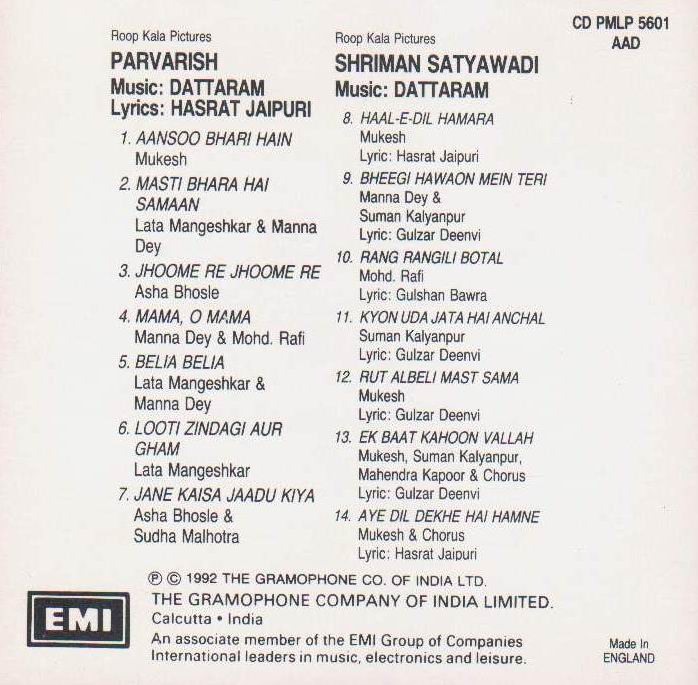 CD PMLP 5601
AAD
Roop Kala Pictures
PARVARISH
Music: DATTARAM
Lyrics: HASRAT JAIPURI
1. AANSOO BHARI HAIN
Mukesh
2. MASTI BHARA HAI
SAMAAN
Lata Mangeshkar & Manna
Dey
3. JHOOME RE JHOOME RE
Asha Bhosle
4. MAMA, O MAMA
Manna Dey & Mohd. Rafi
5. BELIA BELIA
Lata Mangeshkar &
Manna Dey
6. LOOTI ZINDAGI AUR
GHAM
Lata Mangeshkar
7. JANE KAISA JAADU KIYA
Asha Bhosle &
Sudha Malhotra
Roop Kala Pictures
SHRIMAN SATYAWADI
Music: DATTARAM
8. HAAL-E-DIL HAMARA
Mukesh
Lyric: Hasrat Jaipuri
9. BHEEGI HAWAON MEIN TERI
Manna Dey &
Suman Kalyanpur
Lyric: Gulzar Deenvi
10. RANG RANGILI BOTAL
Mohd. Rafi
Lyric: Gulshan Bawra
11. KYON UDA JATA HAI ANCHAL
Suman Kalyanpur
Lyric: Gulzar Deenvi
12. RUT ALBELI MAST SAMA
Mukesh
Lyric: Gulzar Deenvi
13. EK BAAT KAHOON VALLAH
Mukesh, Suman Kalyanpur,
Mahendra Kapoor & Chorus
Lyric: Gulzar Deenvi
14. AYE DIL DEKHE HAI HAMNE
Mukesh & Chorus
Lyric: Hasrat Jaipuri
℗ © 1992 THE GRAMOPHONE CO. OF INDIA LTD.
THE GRAMOPHONE COMPANY OF INDIA LIMITED.
Calcutta • India
An associate member of the EMI Group of Companies
International leaders in music, electronics and leisure.
EMI
Made In
ENGLAND